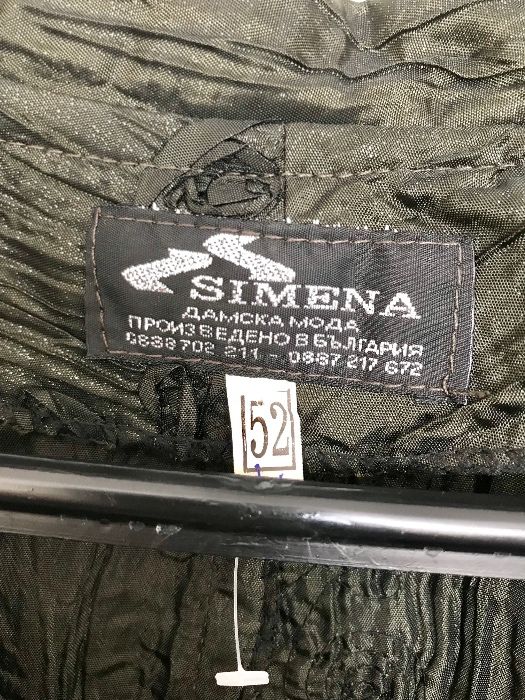 SIMENA
ДАМСКА МОДА
ПРОИЗВЕДЕНО В БЪЛГАРИЯ
0888 702 211 - 0887 217 672
52